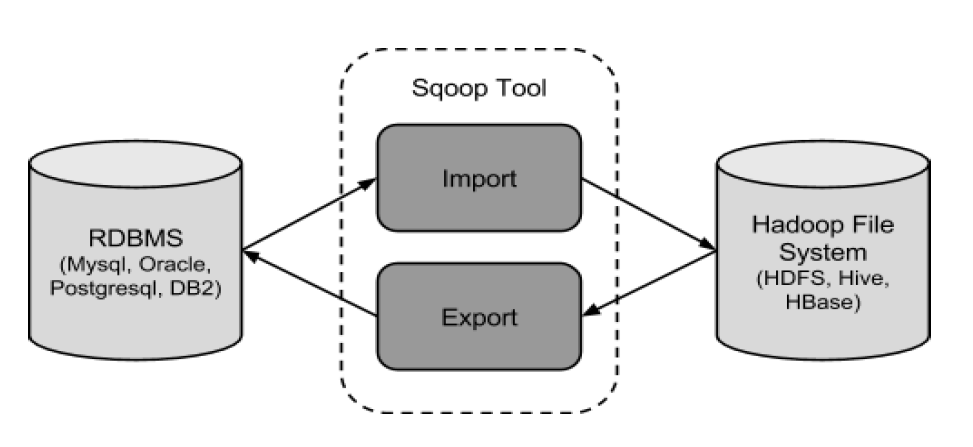 Sqoop Tool
Import
RDBMS
(Mysql, Oracle,
Postgresql, DB2)
Hadoop File
System
(HDFS, Hive,
HBase)
Export